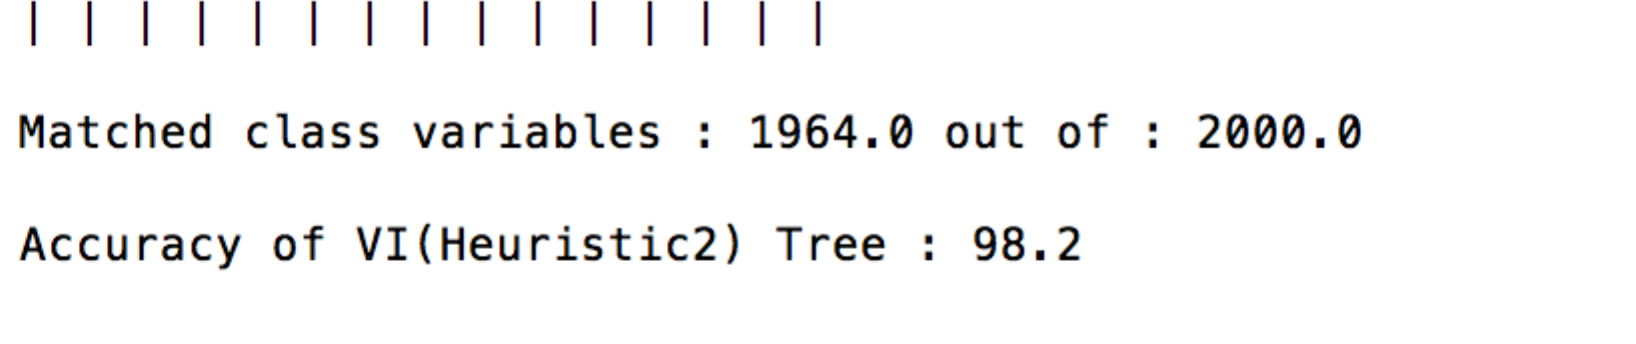 | | | | | | | | | | | | | | |
Matched class variables : 1964.0 out of : 2000.0
Accuracy of VI(Heuristic2) Tree : 98.2